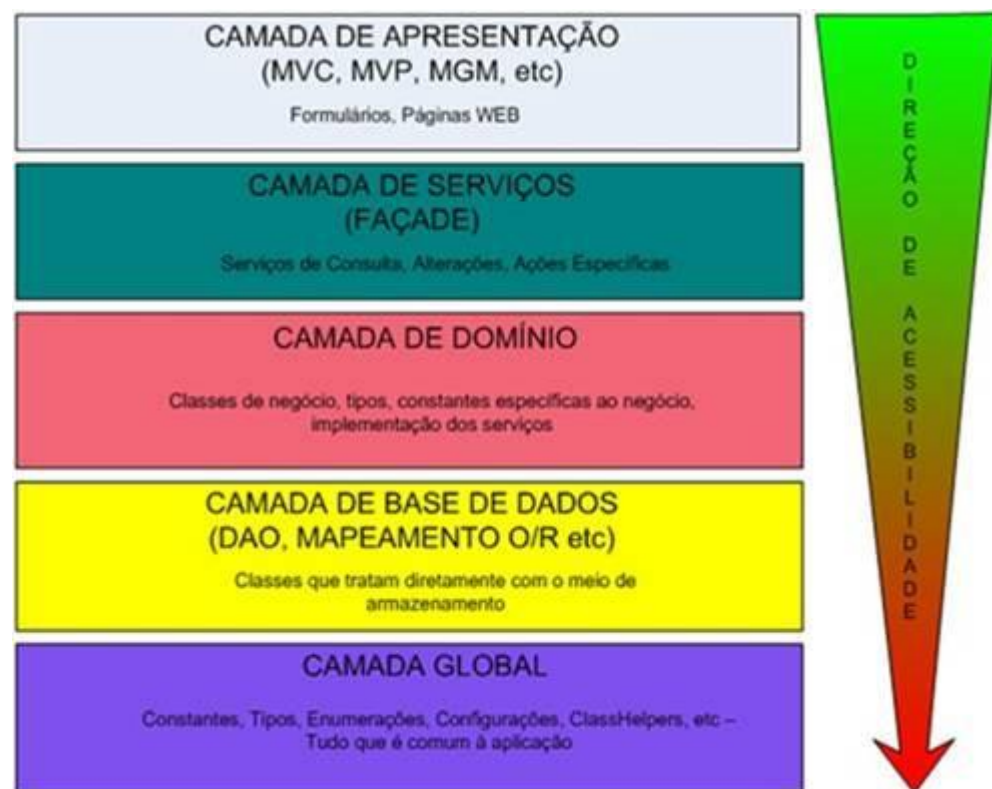 CAMADA DE APRESENTAÇÃO
(MVC, MVP, MGM, etc)
Formulários, Páginas WEB
CAMADA DE SERVIÇOS
(FAÇADE)
Serviços de Consulta, Alterações, Ações Específicas
CAMADA DE DOMÍNIO
Classes de negócio, tipos, constantes específicas ao negócio,
implementação dos serviços
CAMADA DE BASE DE DADOS
(DAO, MAPEAMENTO O/R etc)
Classes que tratam diretamente com o meio de
armazenamento
CAMADA GLOBAL
Constantes, Tipos, Enumerações, Configurações, ClassHelpers, etc –
Tudo que é comum à aplicação
DIREÇÃO DE ACESSIBILIDADE